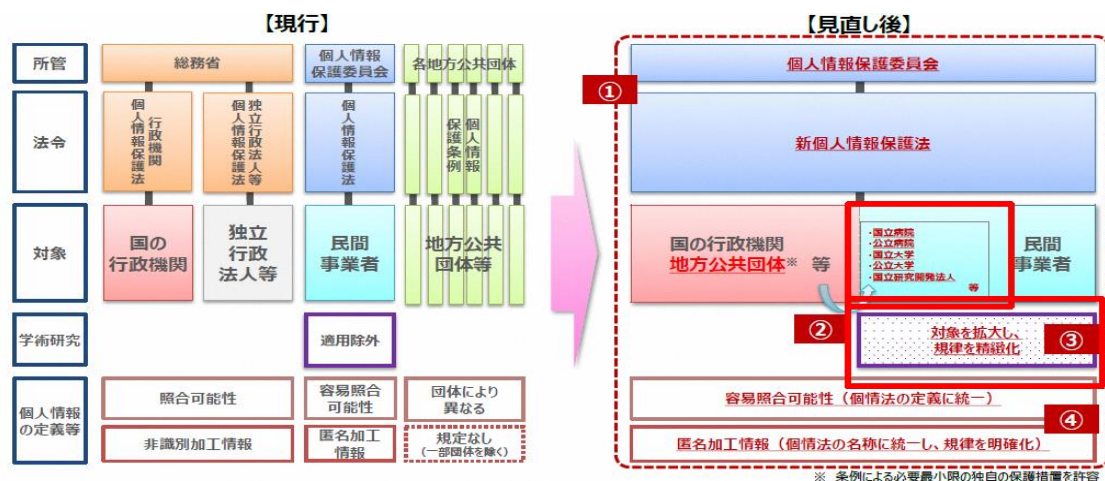 【現行】
【見直し後】
所管
総務省
個人情報
保護委員会
各地方公共団体
①
個人情報保護委員会
法令
行政機関
個人情報保護法
独立行政法人等
個人情報保護法
個人情報保護法
個人情報
保護条例
新個人情報保護法
対象
国の
行政機関
独立
行政
法人等
民間
事業者
地方公共
団体等
国の行政機関
地方公共団体※ 等
・国立病院
・公立病院
・国立大学
・公立大学
・国立研究開発法人
等
民間
事業者
学術研究
適用除外
②
対象を拡大し、
規律を精緻化
③
個人情報
の定義等
照合可能性
容易照合
可能性
団体により
異なる
容易照合可能性（個情法の定義に統一）
④
非識別加工情報
匿名加工
情報
規定なし
（一部団体を除く）
匿名加工情報（個情法の名称に統一し、規律を明確化）
※ 条例による必要最小限の独自の保護措置を許容